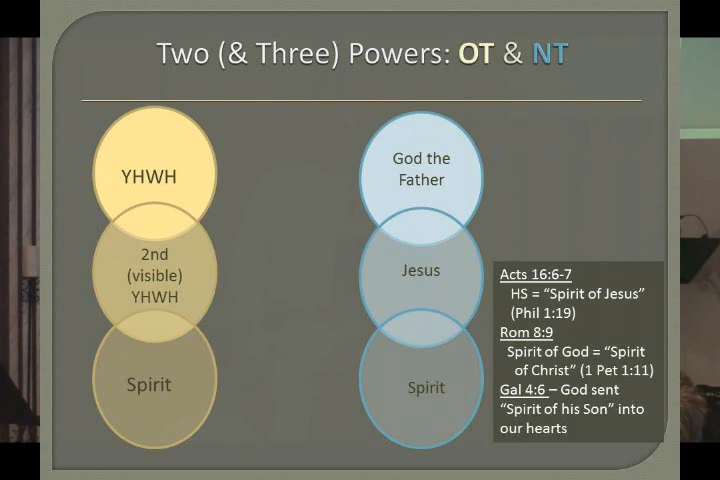 Two (& Three) Powers: OT & NT
YHWH
2nd
(visible)
YHWH
Spirit
God the
Father
Jesus
Spirit
Acts 16:6-7
HS = “Spirit of Jesus”
(Phil 1:19)
Rom 8:9
Spirit of God = “Spirit
of Christ” (1 Pet 1:11)
Gal 4:6 – God sent
“Spirit of his Son” into
our hearts